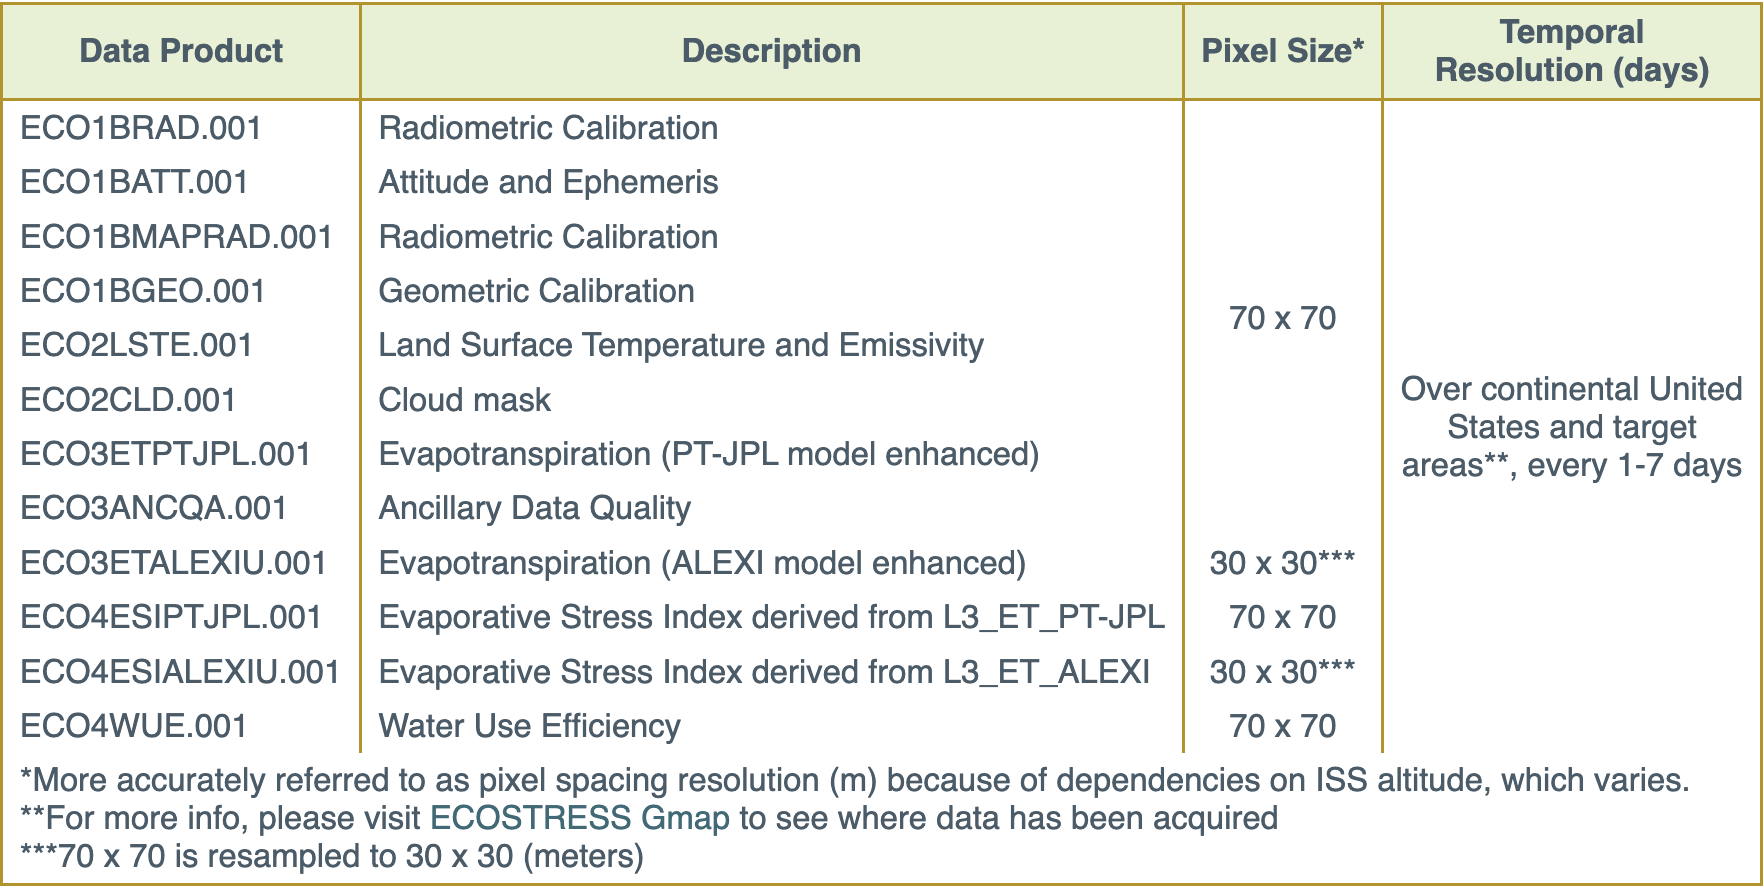 Data Product Description Pixel Size* Temporal
Resolution (days)
ECO1BRAD.001 Radiometric Calibration
ECO1BATT.001 Attitude and Ephemeris
ECO1BMAPRAD.001 Radiometric Calibration
ECO1BGEO.001 Geometric Calibration
70 x 70
ECO2LSTE.001 Land Surface Temperature and Emissivity
ECO2CLD.001 Cloud mask
Over continental United
States and target
areas**, every 1-7 days
ECO3ETPTJPL.001 Evapotranspiration (PT-JPL model enhanced)
ECO3ANCQA.001 Ancillary Data Quality
ECO3ETALEXIU.001 Evapotranspiration (ALEXI model enhanced) 30 x 30***
ECO4ESIPTJPL.001 Evaporative Stress Index derived from L3_ET_PT-JPL 70 x 70
ECO4ESIALEXIU.001 Evaporative Stress Index derived from L3_ET_ALEXI 30 x 30***
ECO4WUE.001 Water Use Efficiency 70 x 70
*More accurately referred to as pixel spacing resolution (m) because of dependencies on ISS altitude, which varies.
**For more info, please visit ECOSTRESS Gmap to see where data has been acquired
***70 x 70 is resampled to 30 x 30 (meters)